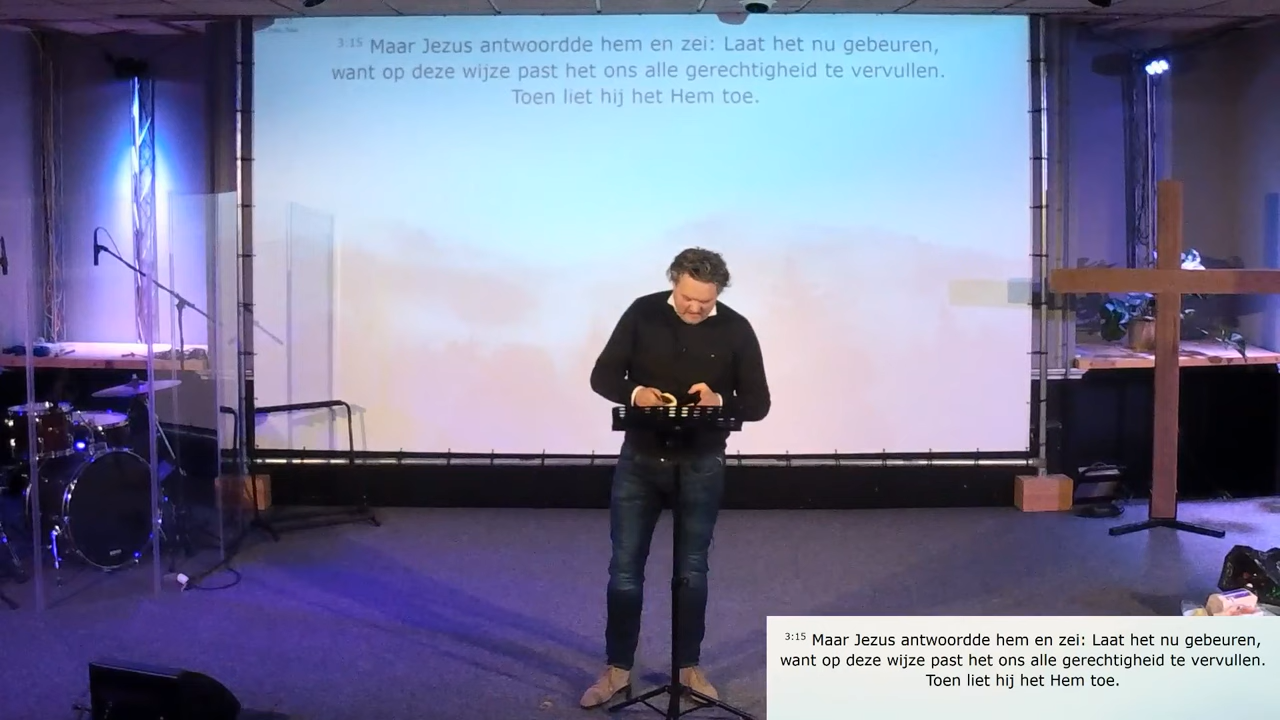 3:15 Maar Jezus antwoordde hem en zei: Laat het nu gebeuren,
want op deze wijze past het ons alle gerechtigheid te vervullen.
Toen liet hij het Hem toe.
3:15 Maar Jezus antwoordde hem en zei: Laat het nu gebeuren,
want op deze wijze past het ons alle gerechtigheid te vervullen.
Toen liet hij het Hem toe.